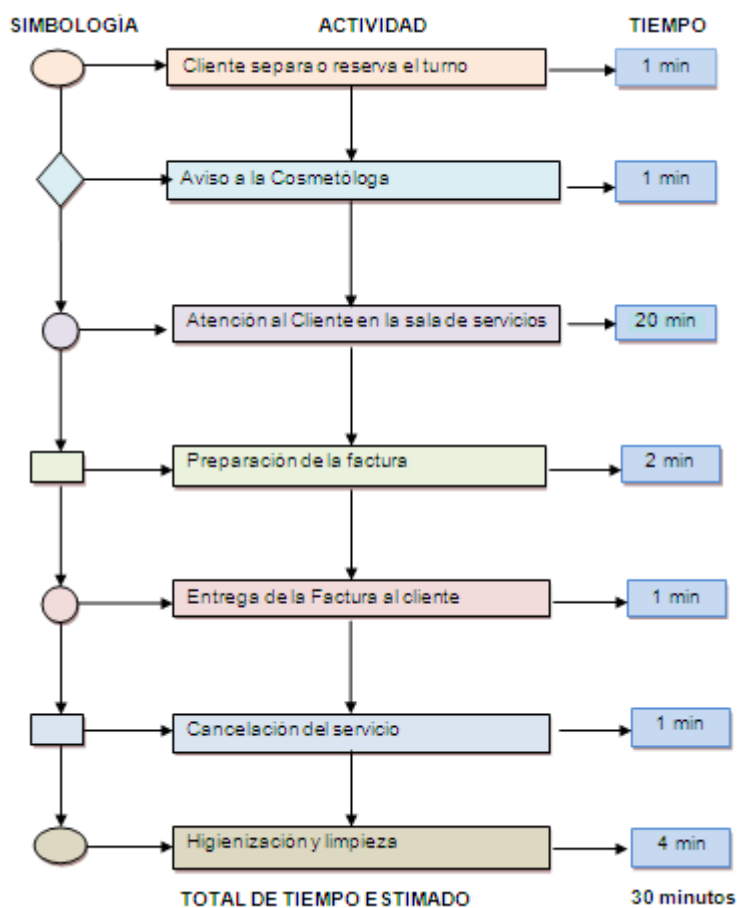 SIMBOLOGÌA ACTIVIDAD TIEMPO
Cliente separa o reserva el turno 1 min
Aviso a la Cosmetóloga 1 min
Atención al Cliente en la sala de servicios 20 min
Preparación de la factura 2 min
Entrega de la Factura al cliente 1 min
Cancelación del servicio 1 min
Higienización y limpieza 4 min
TOTAL DE TIEMPO ESTIMADO 30 minutos